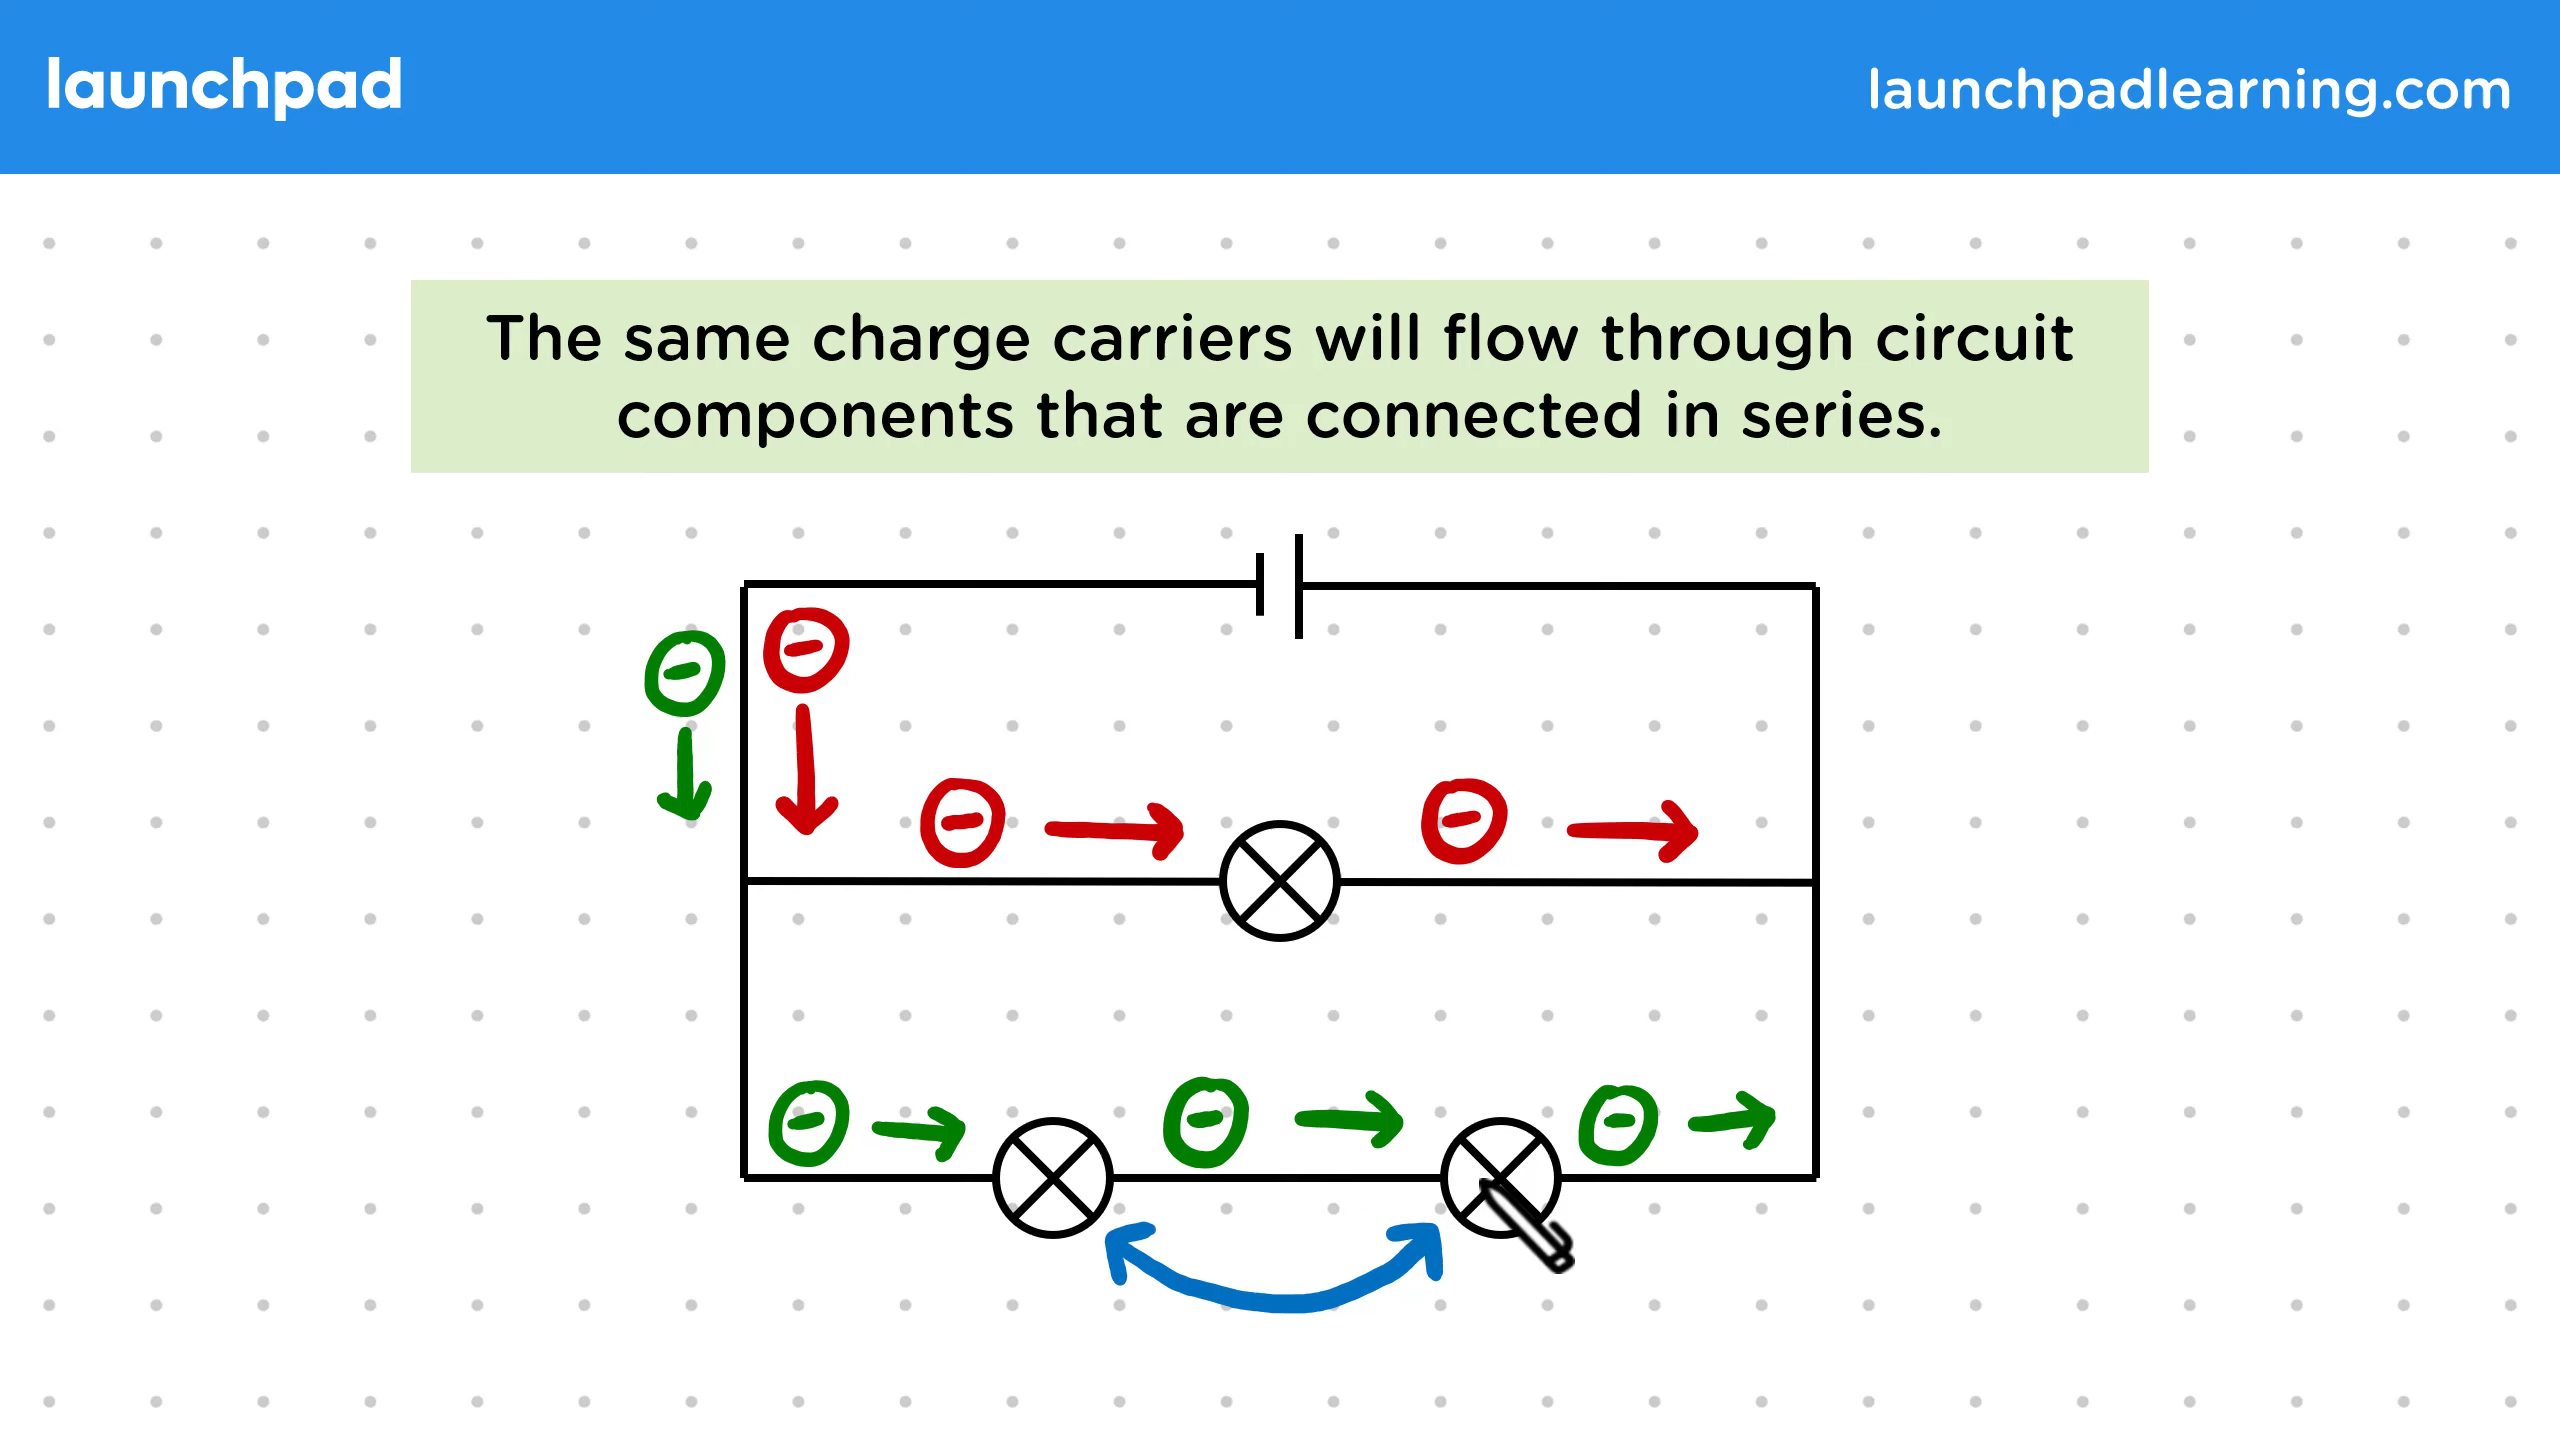 launchpad
launchpadlearning.com
The same charge carriers will flow through circuit
components that are connected in series.